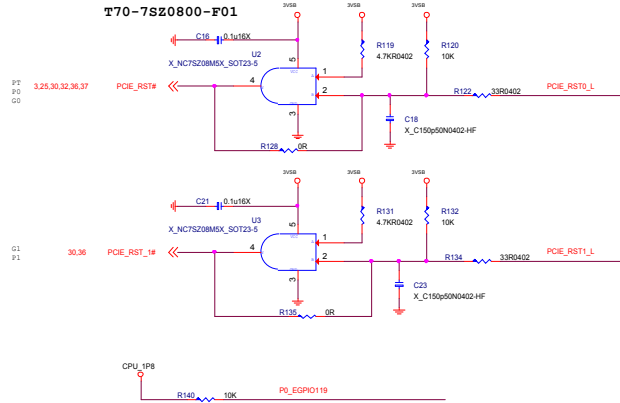 T70-7SZ0800-F01
3VSB
3VSB
3VSB
C16
0.1u16X
U2
X_NC7SZ08M5X_SOT23-5
R119
4.7KR0402
R120
10K
PT
P0
G0
3,25,30,32,36,37
PCIE_RST#
4
5
VCC
1
2
3
R122
33R0402
PCIE_RST0_L
C18
X_C150p50N0402-HF
R128
0R
3VSB
3VSB
3VSB
C21
0.1u16X
U3
X_NC7SZ08M5X_SOT23-5
R131
4.7KR0402
R132
10K
G1
P1
30,36
PCIE_RST_1#
4
5
VCC
1
2
3
R134
33R0402
PCIE_RST1_L
C23
X_C150p50N0402-HF
R135
0R
CPU_1P8
R140
10K
P0_EGPIO119